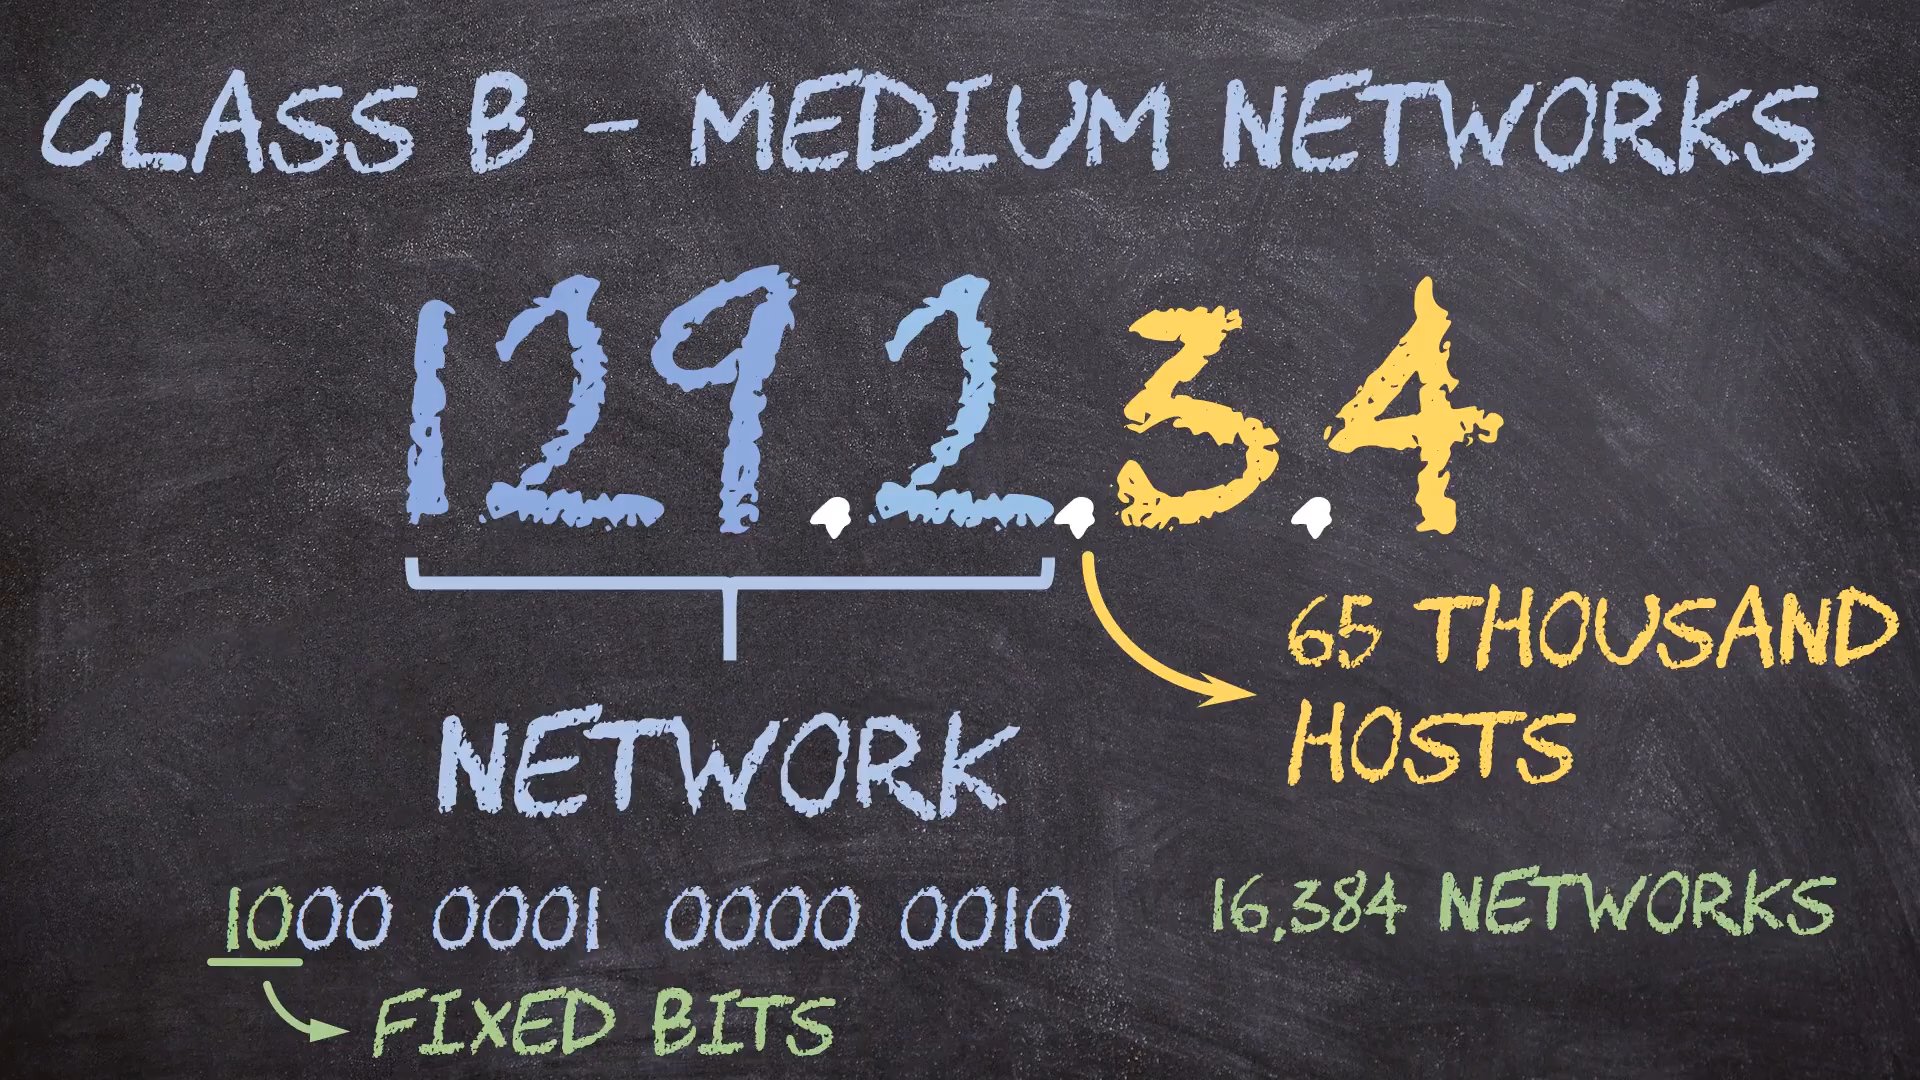 CLASS B - MEDIUM NETWORKS
129.2.3.4
65 THOUSAND
HOSTS
NETWORK
1000 0001 0000 0010
16,384 NETWORKS
FIXED BITS